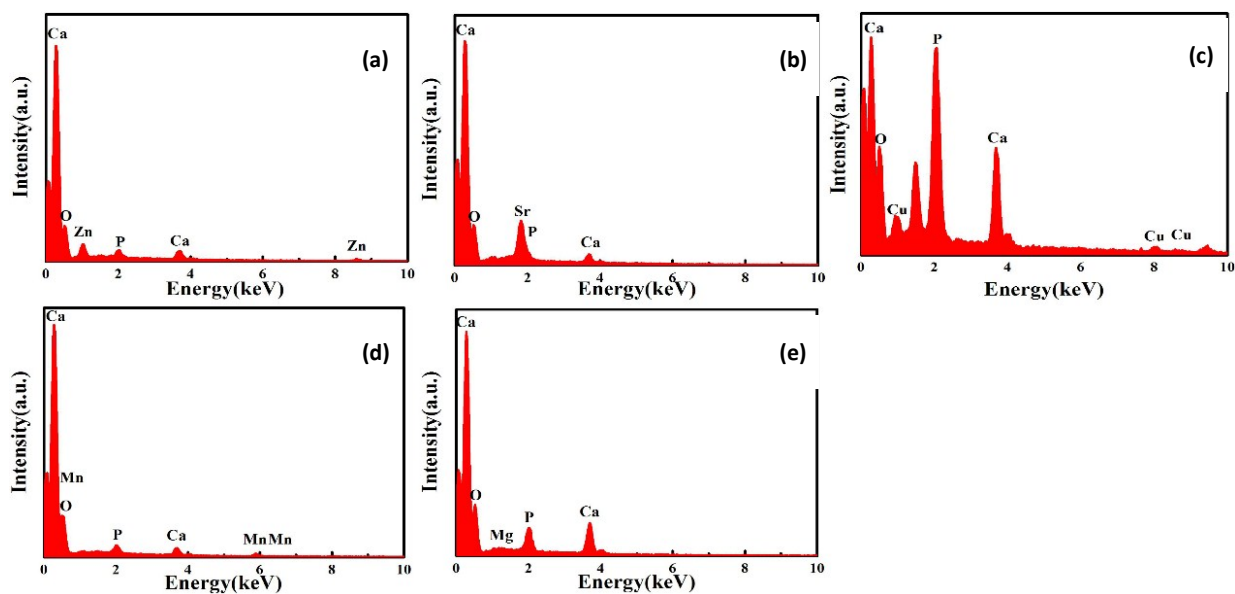 Ca
(a)
O
Zn
P
Ca
Zn
Intensity(a.u.)
0 2 4 6 8 10
Energy(keV)
Ca
(b)
O
Sr
P
Ca
Intensity(a.u.)
0 2 4 6 8 10
Energy(keV)
Ca
P
(c)
O
Ca
Cu
Cu
Cu
Intensity(a.u.)
0 2 4 6 8 10
Energy(keV)
Ca
(d)
Mn
O
P
Ca
MnMn
Intensity(a.u.)
0 2 4 6 8 10
Energy(keV)
Ca
(e)
O
Mg
P
Ca
Intensity(a.u.)
0 2 4 6 8 10
Energy(keV)